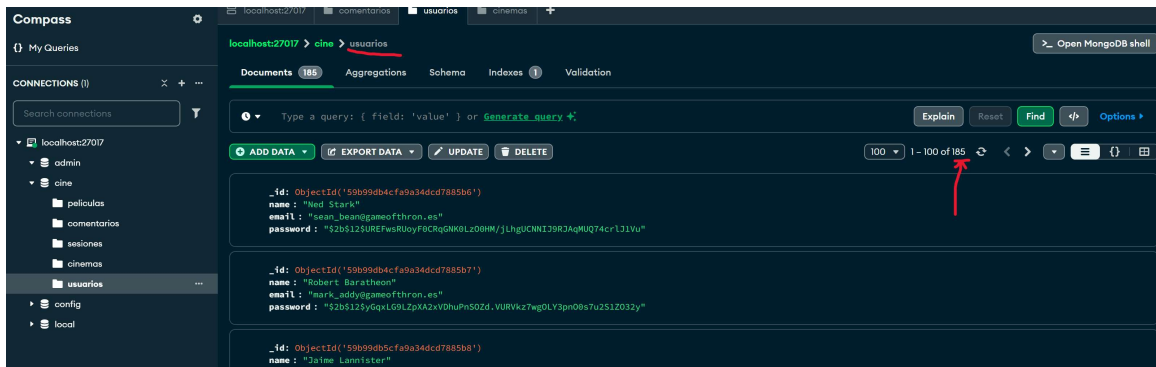 Compass
localhost:27017 comentarios usuarios cinemas +
{} My Queries
localhost:27017 > cine > usuarios
>_ Open MongoDB shell
Documents 185 Aggregations Schema Indexes 1 Validation
CONNECTIONS (1)
Search connections
Type a query: { field: 'value' } or Generate query
Explain Reset Find </> Options
localhost:27017
admin
cine
peliculas
comentarios
sesiones
cinemas
usuarios
config
local
ADD DATA EXPORT DATA UPDATE DELETE
100 1 – 100 of 185 {}
_id: ObjectId('59b99db4cfa9a34dcd7885b6')
name : "Ned Stark"
email : "sean_bean@gameofthron.es"
password : "$2b$12$UREFwsRUoyF0CRqGNK0LzO0HM/jLhgUCNNIJ9RJAqMUQ74crlJ1Vu"
_id: ObjectId('59b99db4cfa9a34dcd7885b7')
name : "Robert Baratheon"
email : "mark_addy@gameofthron.es"
password : "$2b$12$yGqxLG9LZpXA2xVDhuPnSOZd.VURVkz7wgOLY3pnO0s7u2S1ZO32y"
_id: ObjectId('59b99db5cfa9a34dcd7885b8')
name : "Jaime Lannister"